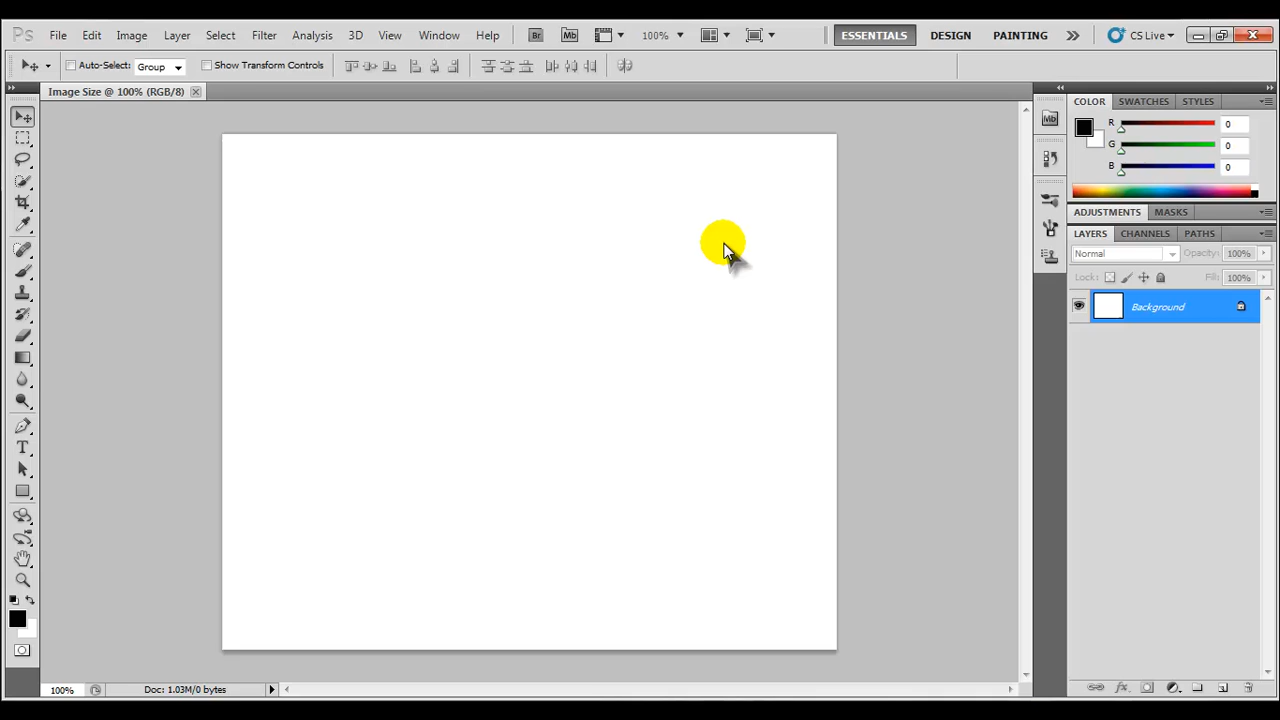 Ps File Edit Image Layer Select Filter Analysis 3D View Window Help Br Mb 100% ESSENTIALS DESIGN PAINTING CS Live
Auto-Select: Group Show Transform Controls
Image Size @ 100% (RGB/8)
COLOR SWATCHES STYLES
Mb
R 0
G 0
B 0
ADJUSTMENTS MASKS
LAYERS CHANNELS PATHS
Normal Opacity: 100%
Lock: Fill: 100%
Background
T
100% Doc: 1.03M/0 bytes
fx